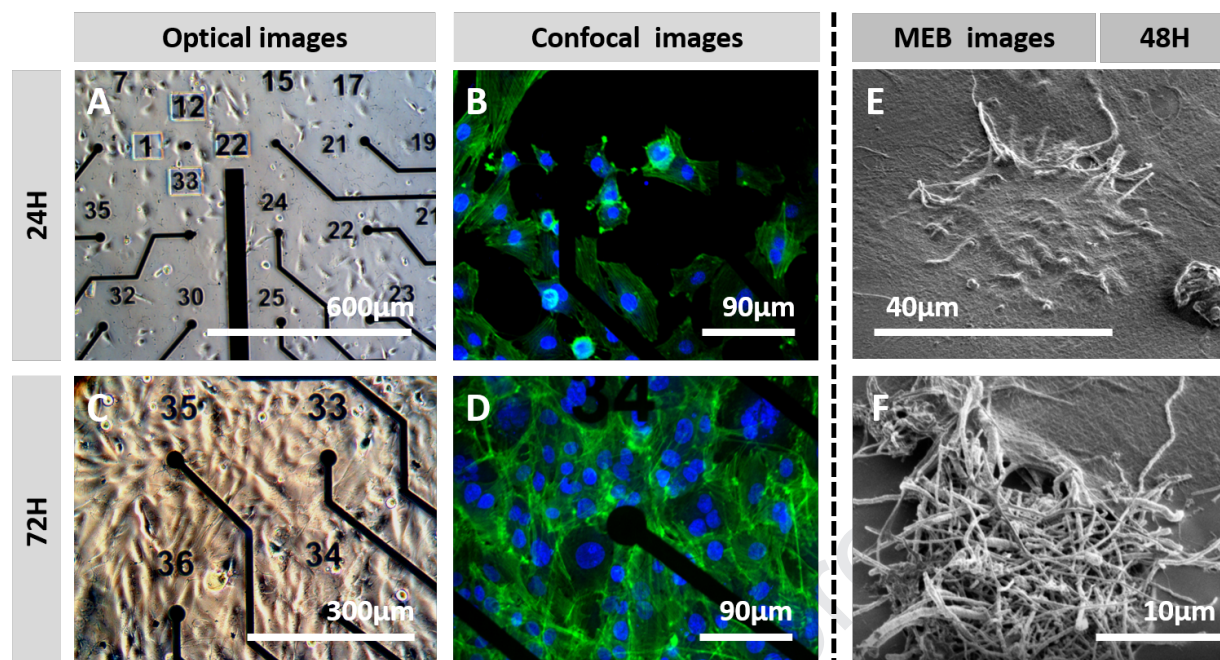 Optical images
Confocal images
MEB images
48H
24H
A
7
15
17
12
1
22
21
19
33
35
24
22
21
32
30
25
23
600µm
B
90µm
E
40µm
72H
C
35
33
36
34
300µm
D
34
90µm
F
10µm